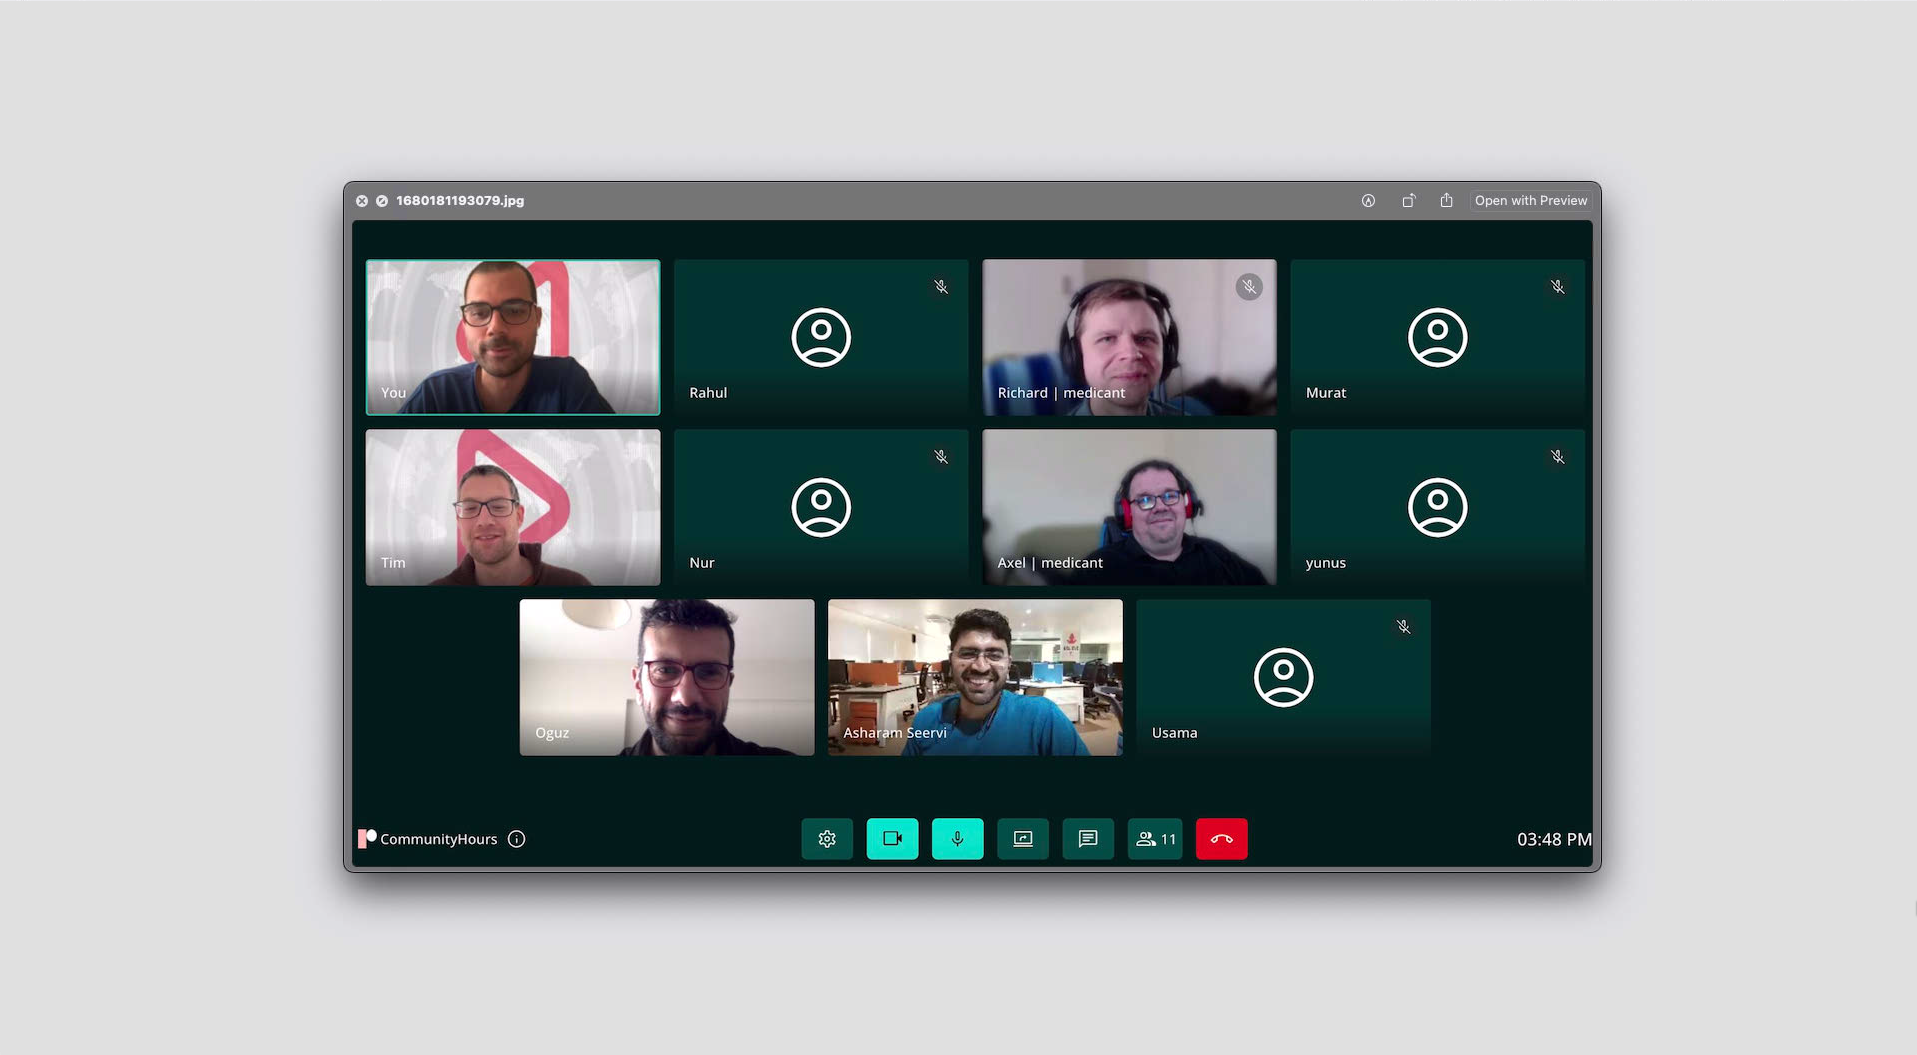 1680181193079.jpg
Open with Preview
You
Rahul
Richard | medicant
Murat
Tim
Nur
Axel | medicant
yunus
Oguz
Asharam Seervi
Usama
CommunityHours
11
03:48 PM